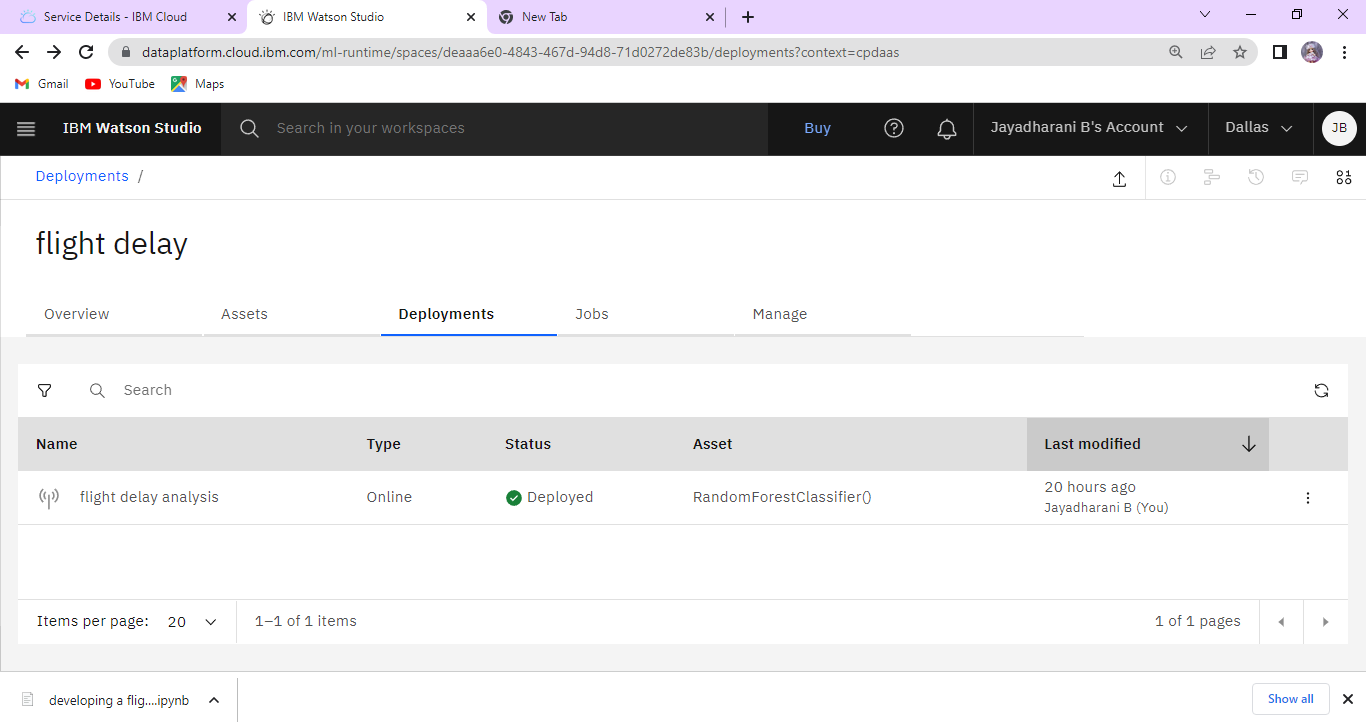 Service Details - IBM Cloud
IBM Watson Studio
New Tab
dataplatform.cloud.ibm.com/ml-runtime/spaces/deaaa6e0-4843-467d-94d8-71d0272de83b/deployments?context=cpdaas
Gmail YouTube Maps
IBM Watson Studio Search in your workspaces Buy Jayadharani B's Account Dallas JB
Deployments /
flight delay
Overview Assets Deployments Jobs Manage
Search
Name Type Status Asset Last modified
flight delay analysis Online Deployed RandomForestClassifier() 20 hours ago
Jayadharani B (You)
Items per page: 20 1–1 of 1 items 1 of 1 pages
developing a flig....ipynb Show all